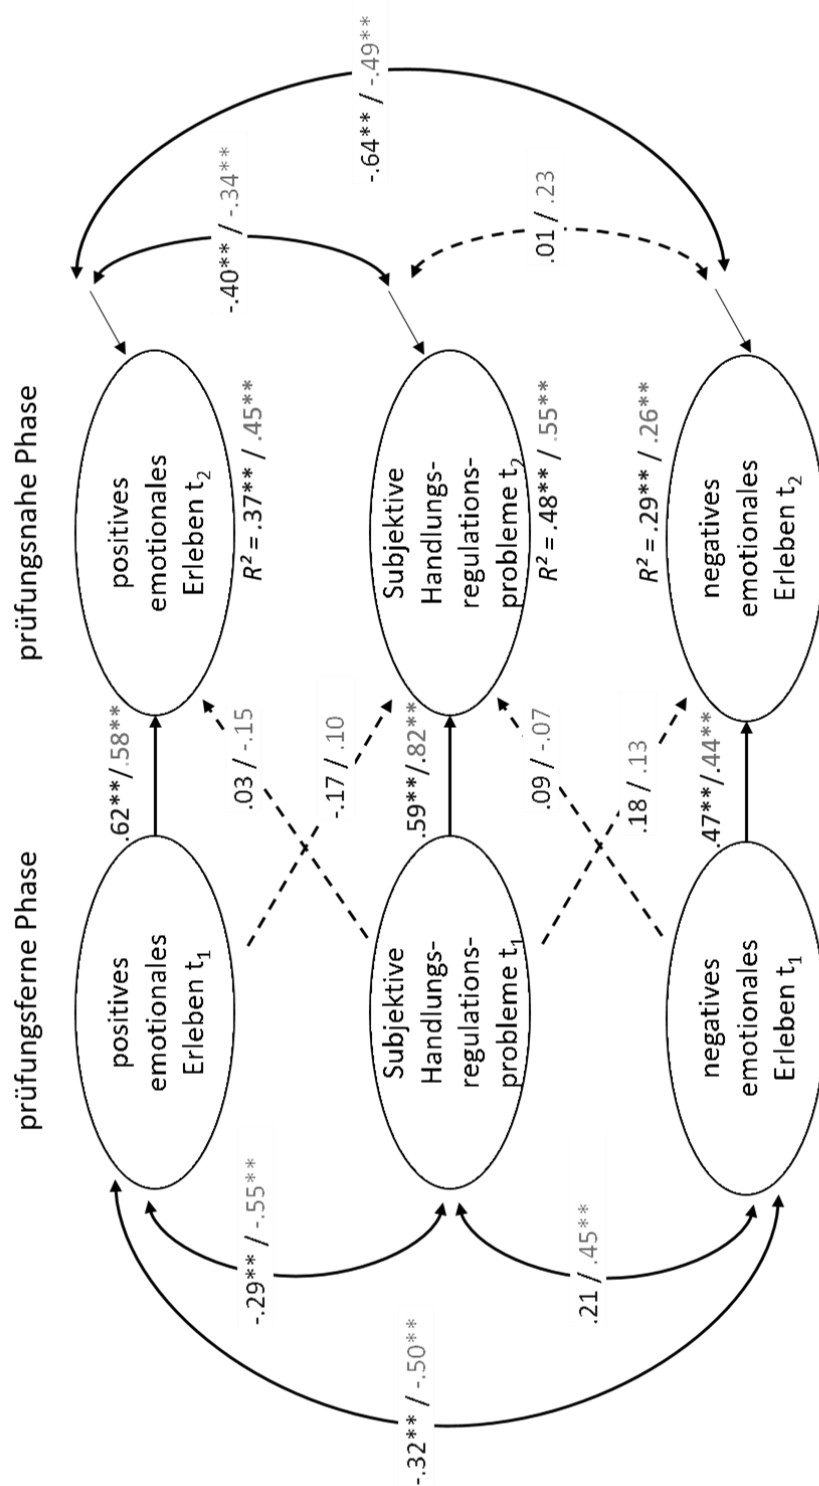 prüfungsferne Phase
prüfungsnahe Phase
positives
emotionales
Erleben t1
.62**/.58**
positives
emotionales
Erleben t2
R² = .37** / .45**
.03 / -.15
-.17 / .10
Subjektive
Handlungs-
regulations-
probleme t1
.59**/.82**
Subjektive
Handlungs-
regulations-
probleme t2
R² = .48** / .55**
.09 / -.07
.18 / .13
negatives
emotionales
Erleben t1
.47**/.44**
R² = .29** / .26**
negatives
emotionales
Erleben t2
-.32** / -.50**
-.29** / -.55**
.21 / .45**
-.40** / -.34**
-.64** / -.49**
.01 / .23